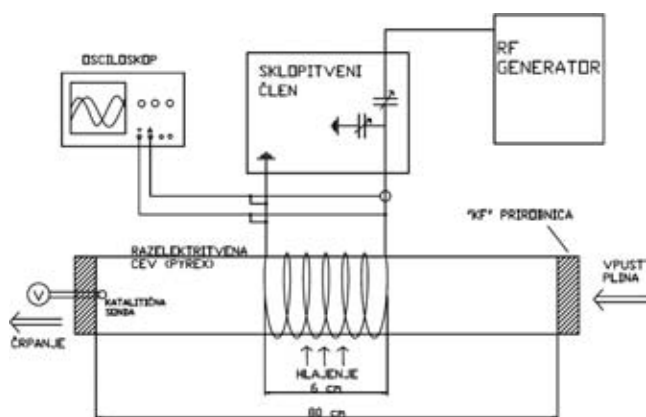 OSCILOSKOP
SKLOPITVENI
ČLEN
RF
GENERATOR
"KF" PRIROBNICA
RAZELEKTRITVENA
CEV (PYREX)
VPUST
PLINA
V
KATALITIČNA
SONDA
ČRPANJE
HLAJENJE
6 cm
80 cm